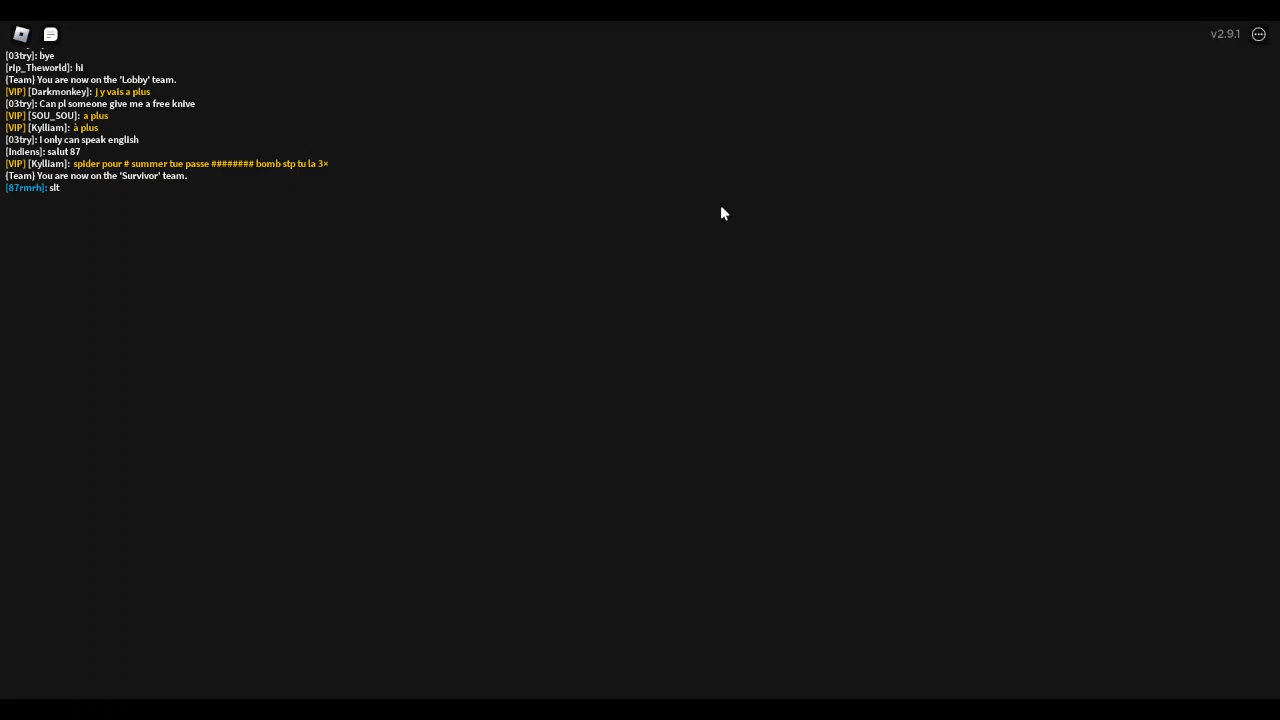 v2.9.1
[03try]: bye
[rip_Theworld]: hi
{Team} You are now on the 'Lobby' team.
[VIP] [Darkmonkey]: j y vais a plus
[03try]: Can pl someone give me a free knive
[VIP] [SOU_SOU]: a plus
[VIP] [Kylliam]: à plus
[03try]: I only can speak english
[Indiens]: salut 87
[VIP] [Kylliam]: spider pour # summer tue passe ######## bomb stp tu la 3×
{Team} You are now on the 'Survivor' team.
[87rmrh]: slt